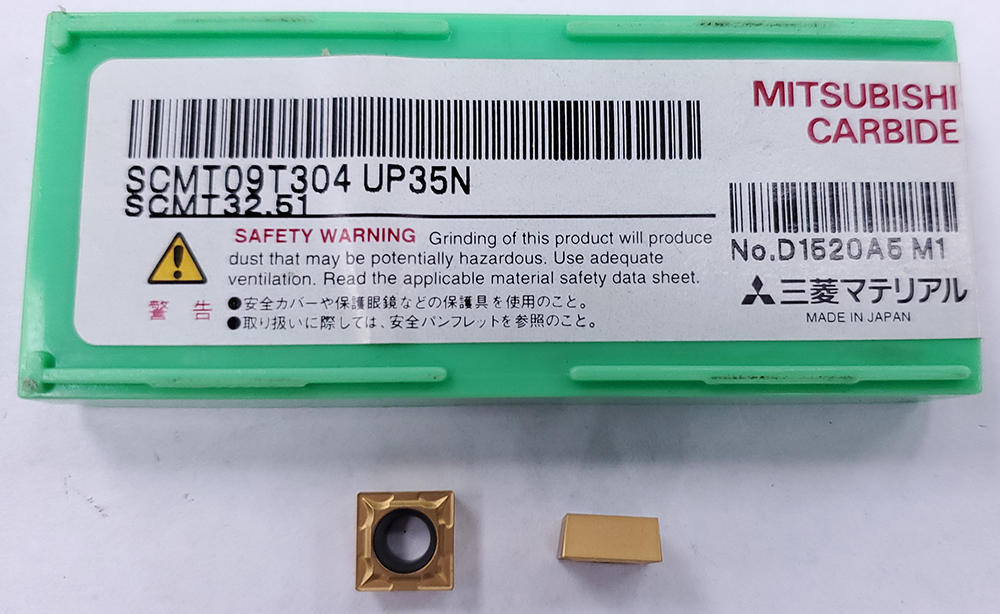 MITSUBISHI
CARBIDE
SCMT09T304 UP35N
SCMT32.51
SAFETY WARNING Grinding of this product will produce
dust that may be potentially hazardous. Use adequate
ventilation. Read the applicable material safety data sheet.
警告
●安全カバーや保護眼鏡などの保護具を使用のこと。
●取り扱いに際しては、安全パンフレットを参照のこと。
No.D1520A5 M1
三菱マテリアル
MADE IN JAPAN